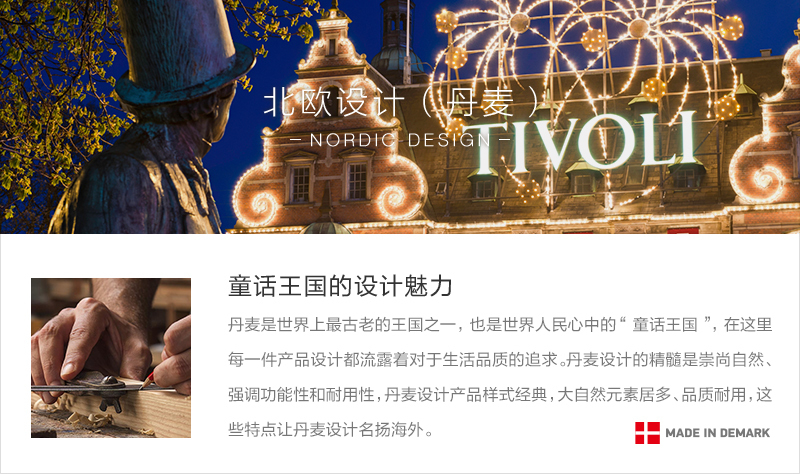 北欧设计（丹麦）
NORDIC DESIGN
TIVOLI
童话王国的设计魅力
丹麦是世界上最古老的王国之一，也是世界人民心中的“ 童话王国 ”，在这里
每一件产品设计都流露着对于生活品质的追求。丹麦设计的精髓是崇尚自然、
强调功能性和耐用性，丹麦设计产品样式经典，大自然元素居多、品质耐用，这
些特点让丹麦设计名扬海外。
MADE IN DEMARK